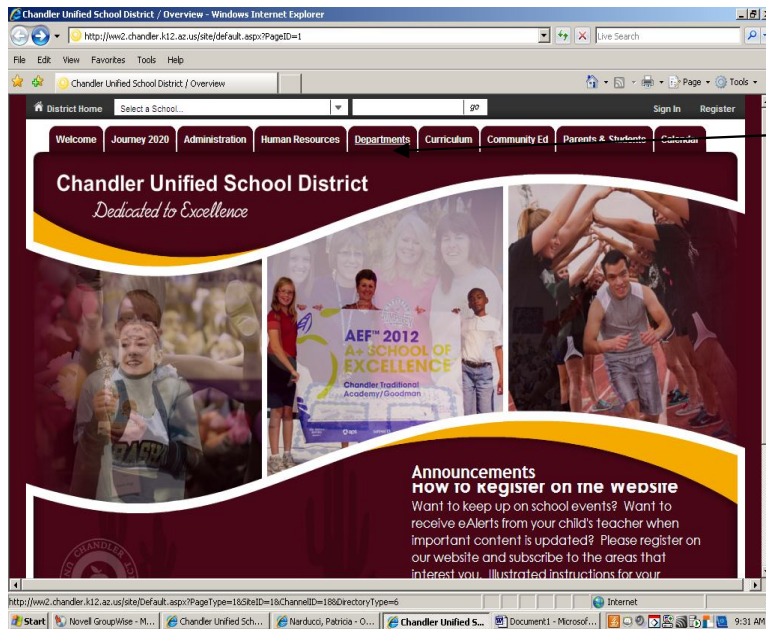 Chandler Unified School District / Overview - Windows Internet Explorer
http://ww2.chandler.k12.az.us/site/default.aspx?PageID=1
Live Search
File Edit View Favorites Tools Help
Chandler Unified School District / Overview
Page Tools
District Home Select a School... go Sign In Register
Welcome Journey 2020 Administration Human Resources Departments Curriculum Community Ed Parents & Students Calendar
Chandler Unified School District
Dedicated to Excellence
AEF™ 2012
A+ SCHOOL OF
EXCELLENCE
Chandler Traditional
Academy/Goodman
aps
Announcements
How to Register on the Website
Want to keep up on school events? Want to
receive eAlerts from your child's teacher when
important content is updated? Please register on
our website and subscribe to the areas that
interest you. Illustrated instructions for your
CHANDLER
http://ww2.chandler.k12.az.us/site/Default.aspx?PageType=1&SiteID=1&ChannelID=188&DirectoryType=6
Internet
Start Novell GroupWise - M... Chandler Unified Sch... Narducci, Patricia - O... Chandler Unified S... Document1 - Microsof... 9:31 AM